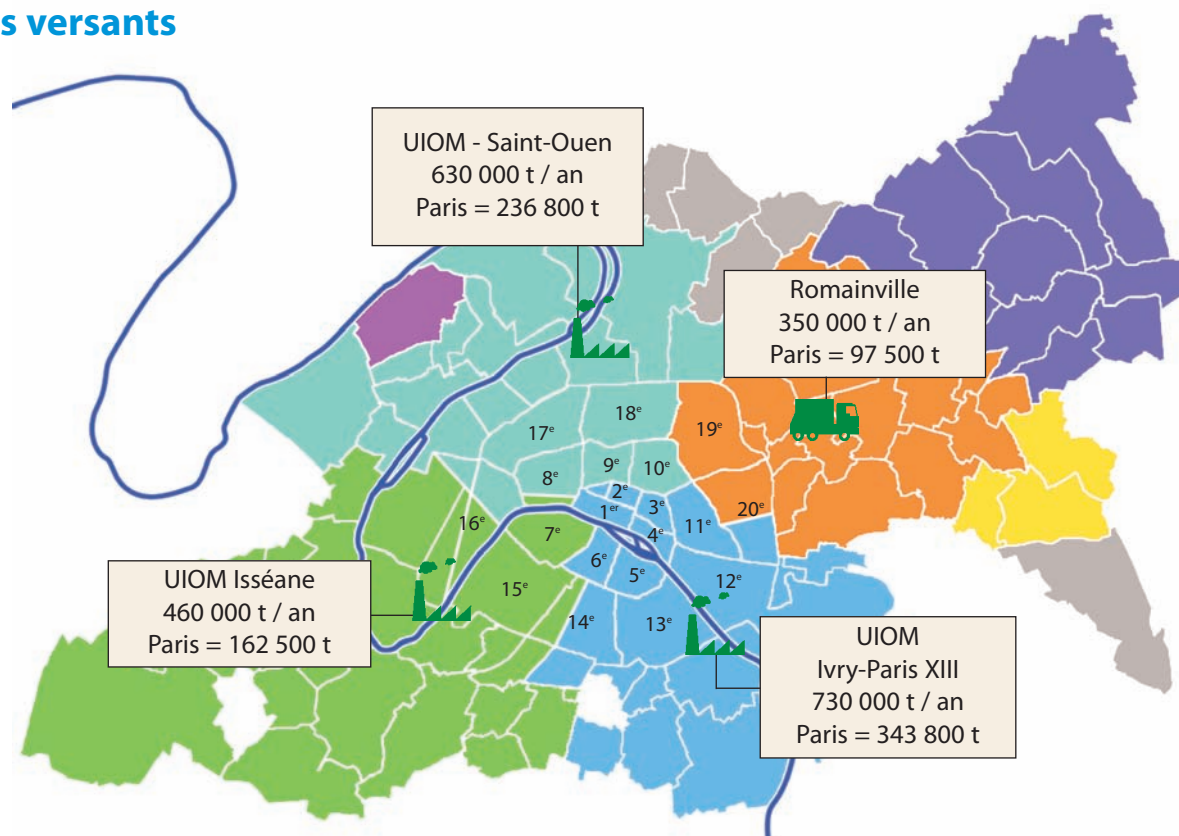 s versants
UIOM - Saint-Ouen
630 000 t / an
Paris = 236 800 t
Romainville
350 000 t / an
Paris = 97 500 t
18e
19e
17e
9e
10e
8e
2e
3e
1er
20e
16e
11e
7e
4e
6e
5e
12e
15e
14e
13e
UIOM Isséane
460 000 t / an
Paris = 162 500 t
UIOM
Ivry-Paris XIII
730 000 t / an
Paris = 343 800 t